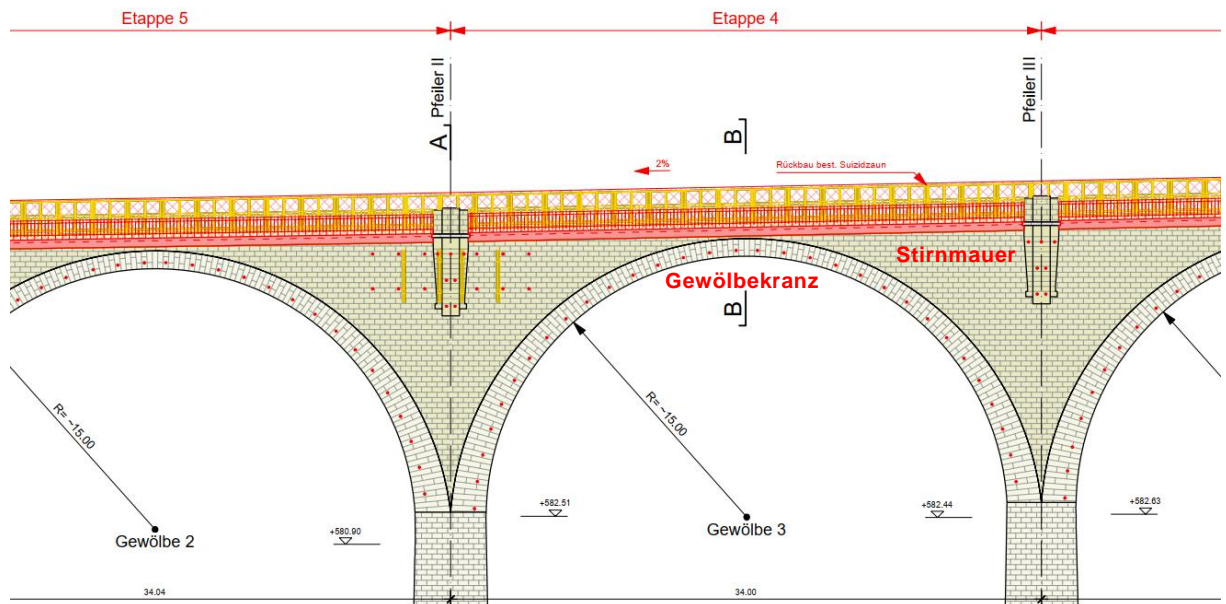 Etappe 5
Etappe 4
Pfeiler II
Pfeiler III
A
B
2%
Rückbau best. Suizidzaun
Stirnmauer
Gewölbekranz
B
R= ~15.00
R= ~15.00
+582.51
+582.44
+582.63
+580.90
Gewölbe 2
Gewölbe 3
34.04
34.00